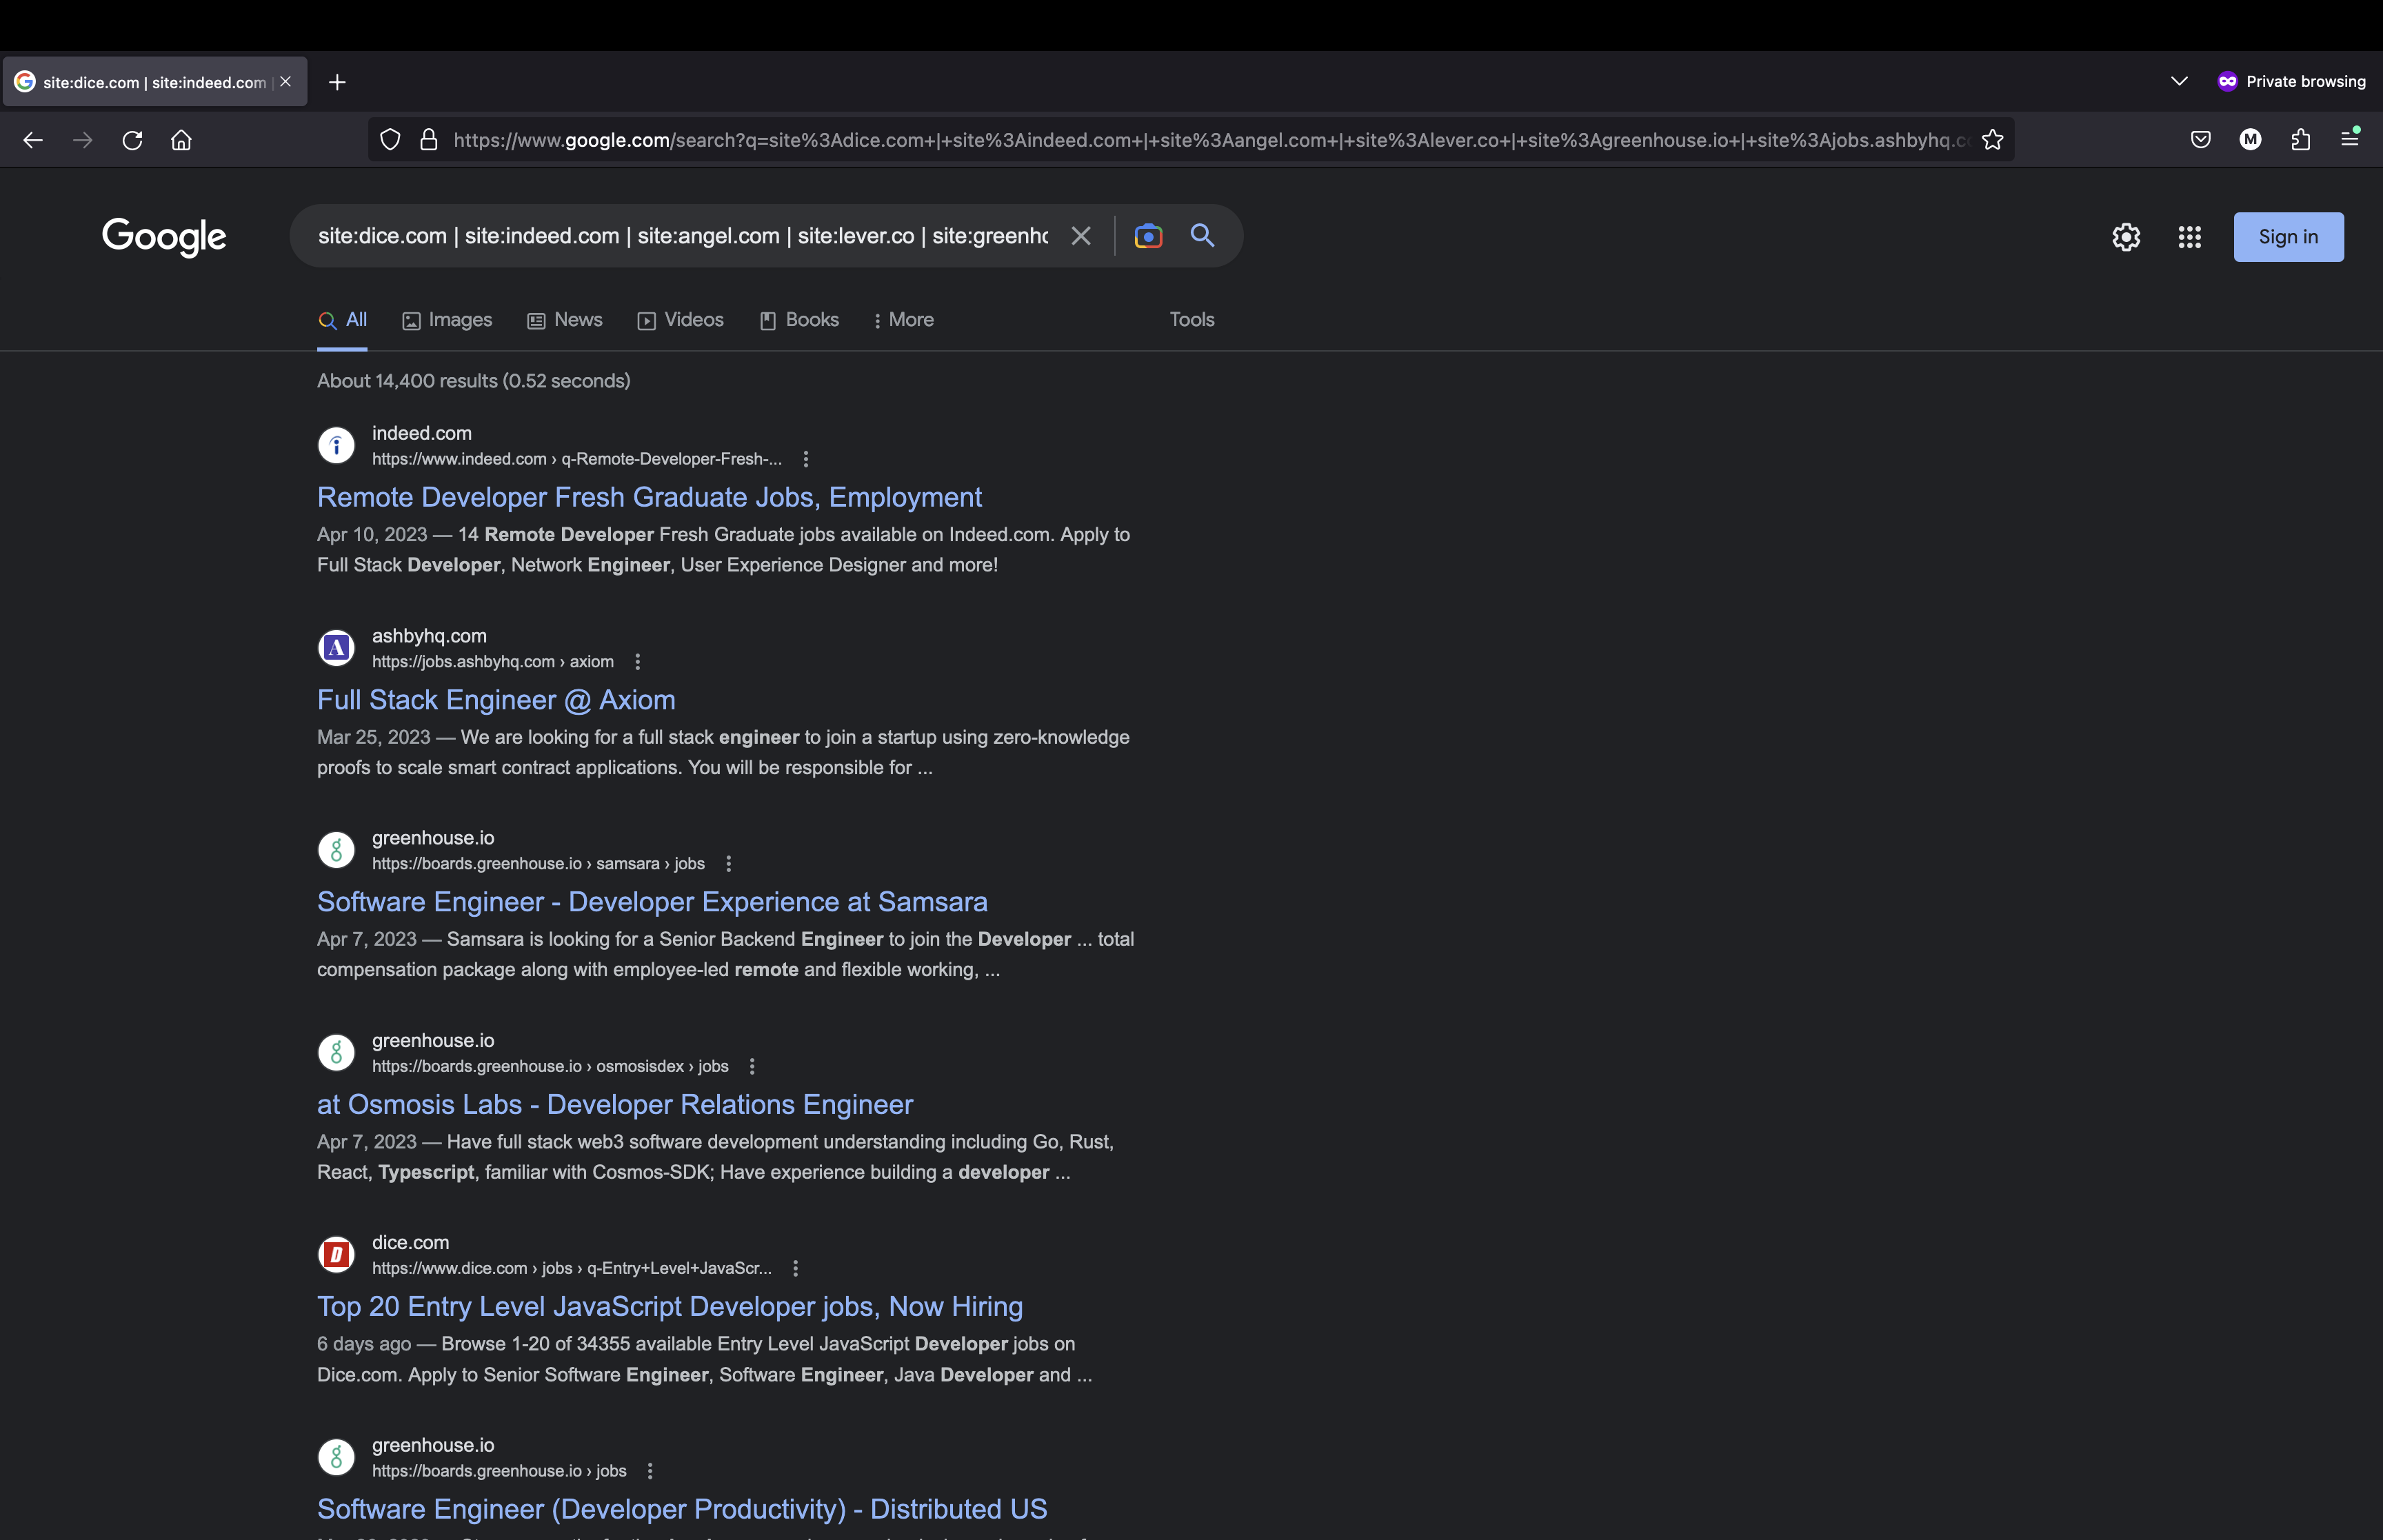 site:dice.com | site:indeed.com |
Private browsing
https://www.google.com/search?q=site%3Adice.com+|+site%3Aindeed.com+|+site%3Aangel.com+|+site%3Alever.co+|+site%3Agreenhouse.io+|+site%3Ajobs.ashbyhq.c
M
Google
site:dice.com | site:indeed.com | site:angel.com | site:lever.co | site:greenho
Sign in
All Images News Videos Books More Tools
About 14,400 results (0.52 seconds)
indeed.com
https://www.indeed.com › q-Remote-Developer-Fresh-...
Remote Developer Fresh Graduate Jobs, Employment
Apr 10, 2023 — 14 Remote Developer Fresh Graduate jobs available on Indeed.com. Apply to
Full Stack Developer, Network Engineer, User Experience Designer and more!
A
ashbyhq.com
https://jobs.ashbyhq.com › axiom
Full Stack Engineer @ Axiom
Mar 25, 2023 — We are looking for a full stack engineer to join a startup using zero-knowledge
proofs to scale smart contract applications. You will be responsible for ...
greenhouse.io
https://boards.greenhouse.io › samsara › jobs
Software Engineer - Developer Experience at Samsara
Apr 7, 2023 — Samsara is looking for a Senior Backend Engineer to join the Developer ... total
compensation package along with employee-led remote and flexible working, ...
greenhouse.io
https://boards.greenhouse.io › osmosisdex › jobs
at Osmosis Labs - Developer Relations Engineer
Apr 7, 2023 — Have full stack web3 software development understanding including Go, Rust,
React, Typescript, familiar with Cosmos-SDK; Have experience building a developer ...
D
dice.com
https://www.dice.com › jobs › q-Entry+Level+JavaScr...
Top 20 Entry Level JavaScript Developer jobs, Now Hiring
6 days ago — Browse 1-20 of 34355 available Entry Level JavaScript Developer jobs on
Dice.com. Apply to Senior Software Engineer, Software Engineer, Java Developer and ...
greenhouse.io
https://boards.greenhouse.io › jobs
Software Engineer (Developer Productivity) - Distributed US